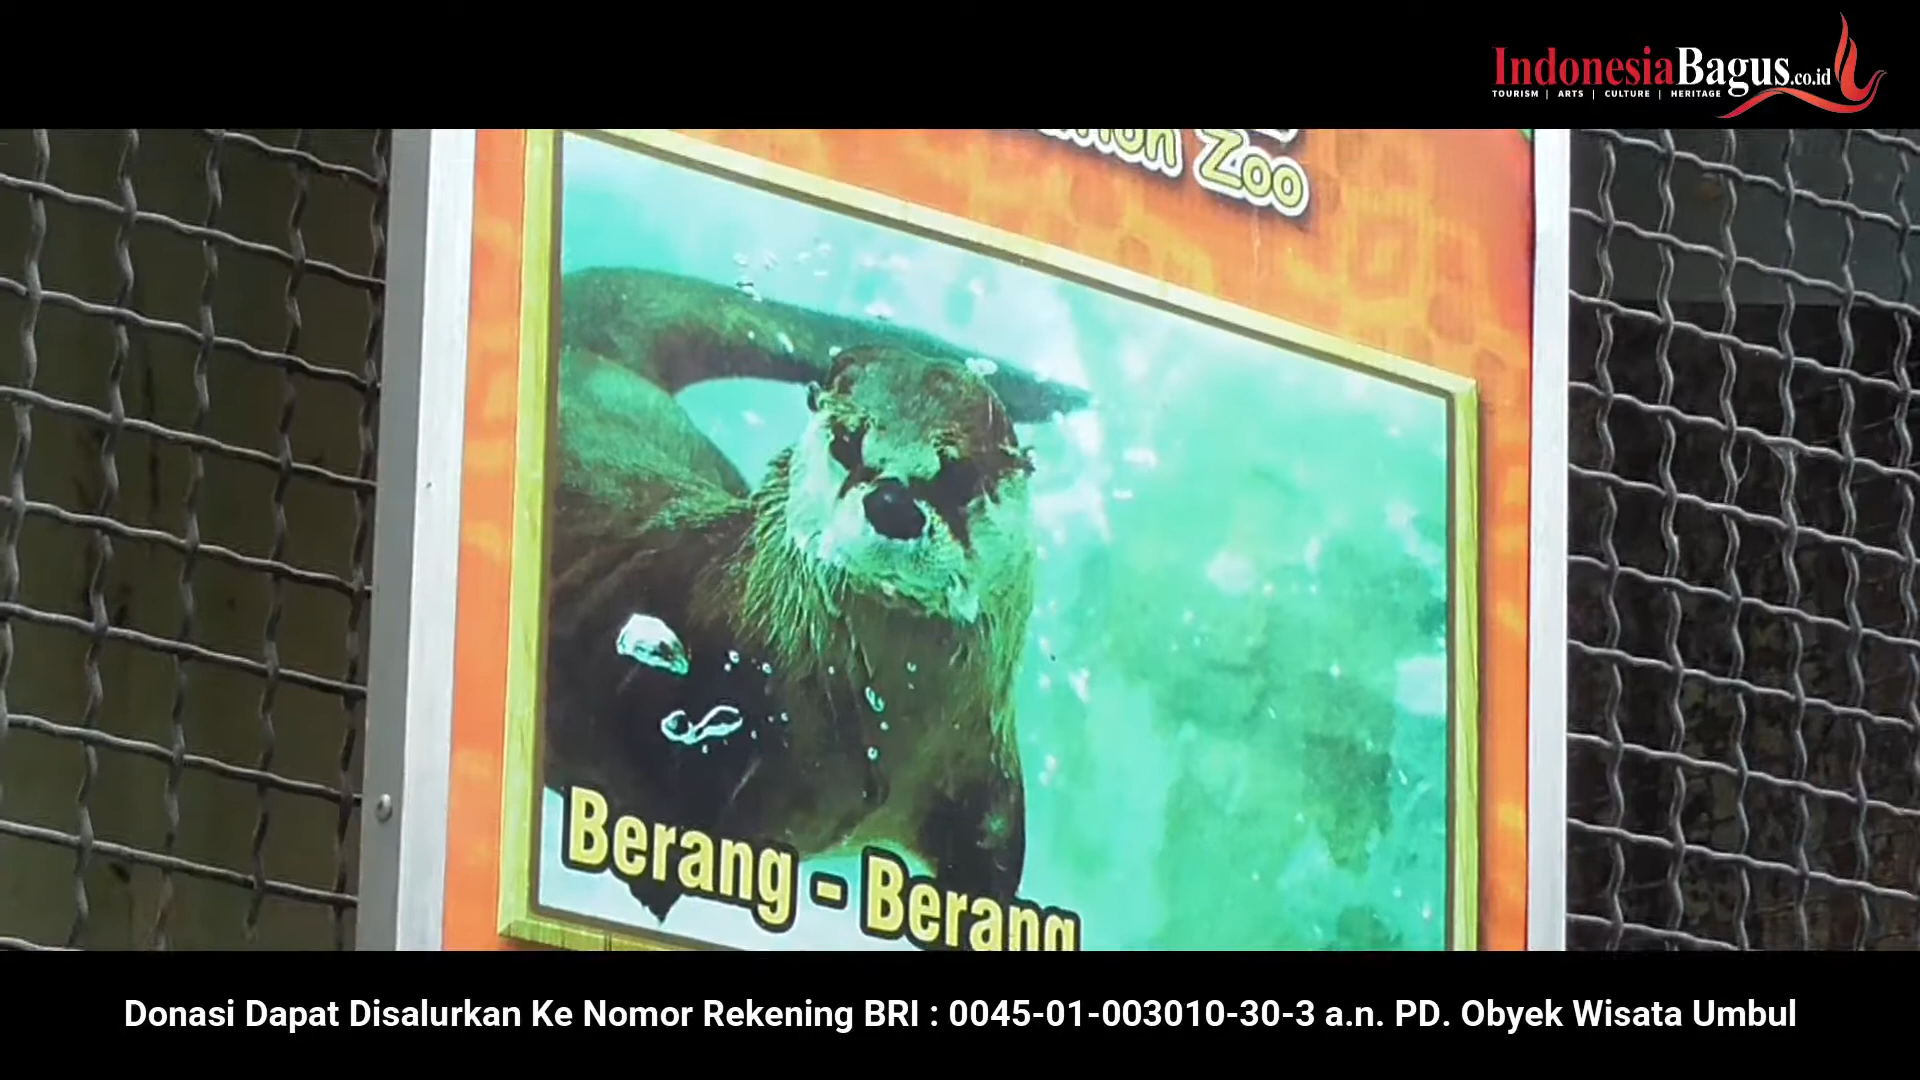 IndonesiaBagus.co.id
TOURISM | ARTS | CULTURE | HERITAGE
Zoo
Berang - Berang
Donasi Dapat Disalurkan Ke Nomor Rekening BRI : 0045-01-003010-30-3 a.n. PD. Obyek Wisata Umbul